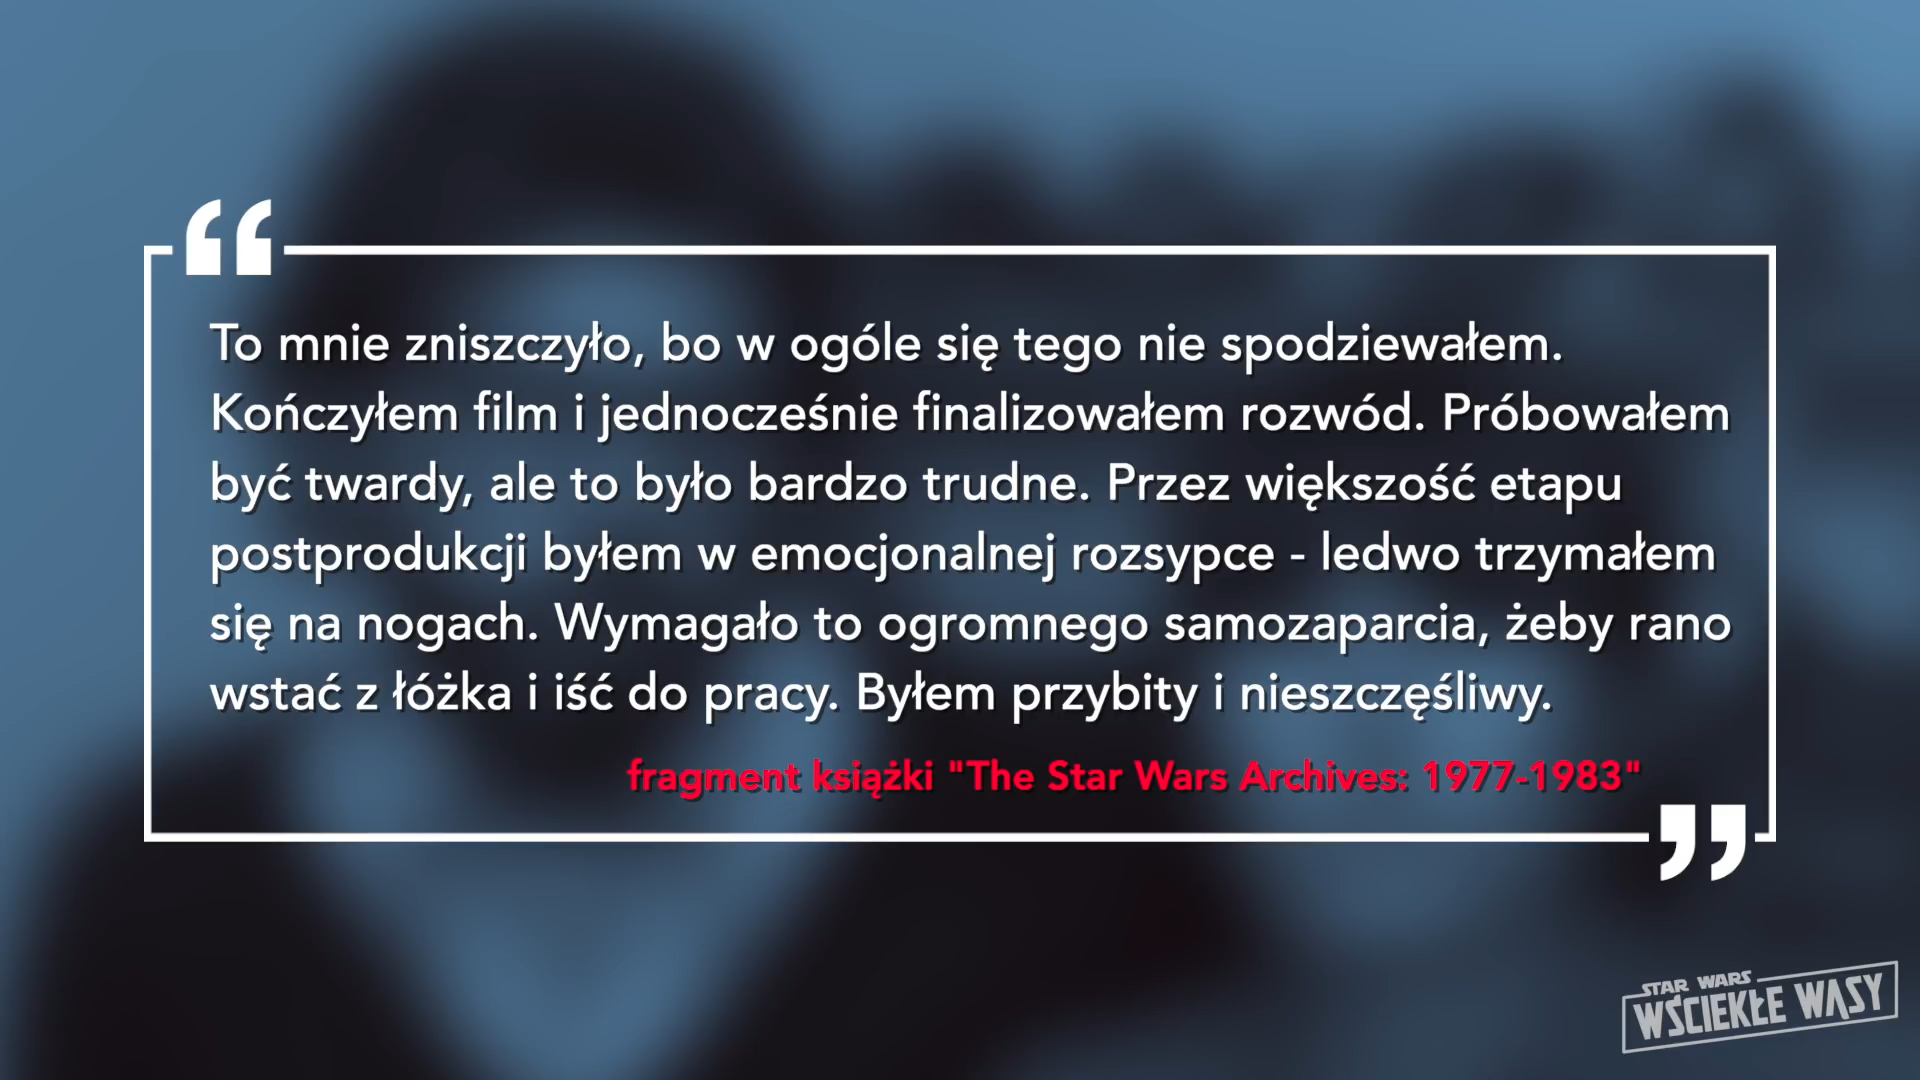 “
To mnie zniszczyło, bo w ogóle się tego nie spodziewałem.
Kończyłem film i jednocześnie finalizowałem rozwód. Próbowałem
być twardy, ale to było bardzo trudne. Przez większość etapu
postprodukcji byłem w emocjonalnej rozsypce - ledwo trzymałem
się na nogach. Wymagało to ogromnego samozaparcia, żeby rano
wstać z łóżka i iść do pracy. Byłem przybity i nieszczęśliwy.
fragment książki "The Star Wars Archives: 1977-1983"
”
STAR WARS
WŚCIEKŁE WĄSY